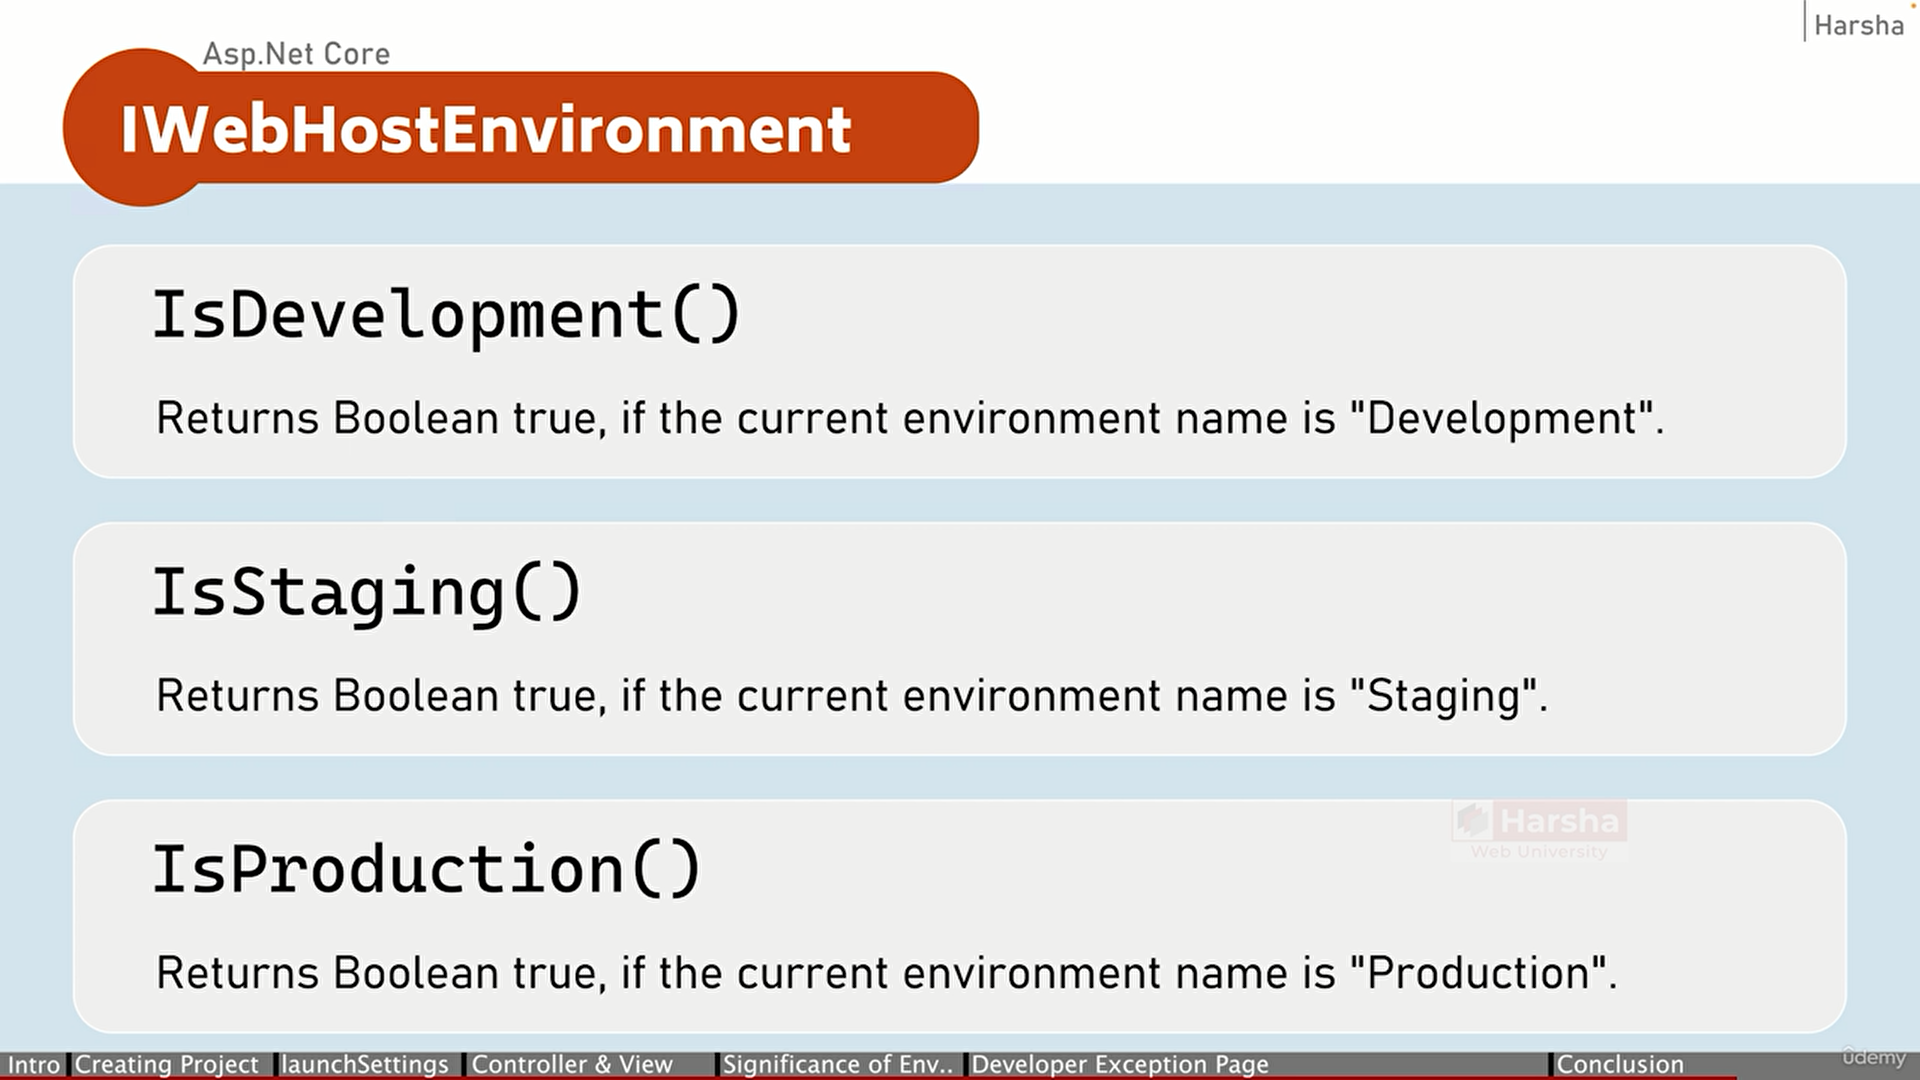 Harsha
Asp.Net Core
IWebHostEnvironment
IsDevelopment()
Returns Boolean true, if the current environment name is "Development".
IsStaging()
Returns Boolean true, if the current environment name is "Staging".
Harsha
Web University
IsProduction()
Returns Boolean true, if the current environment name is "Production".
Intro Creating Project launchSettings Controller & View Significance of Env.. Developer Exception Page Conclusion
ûdemy